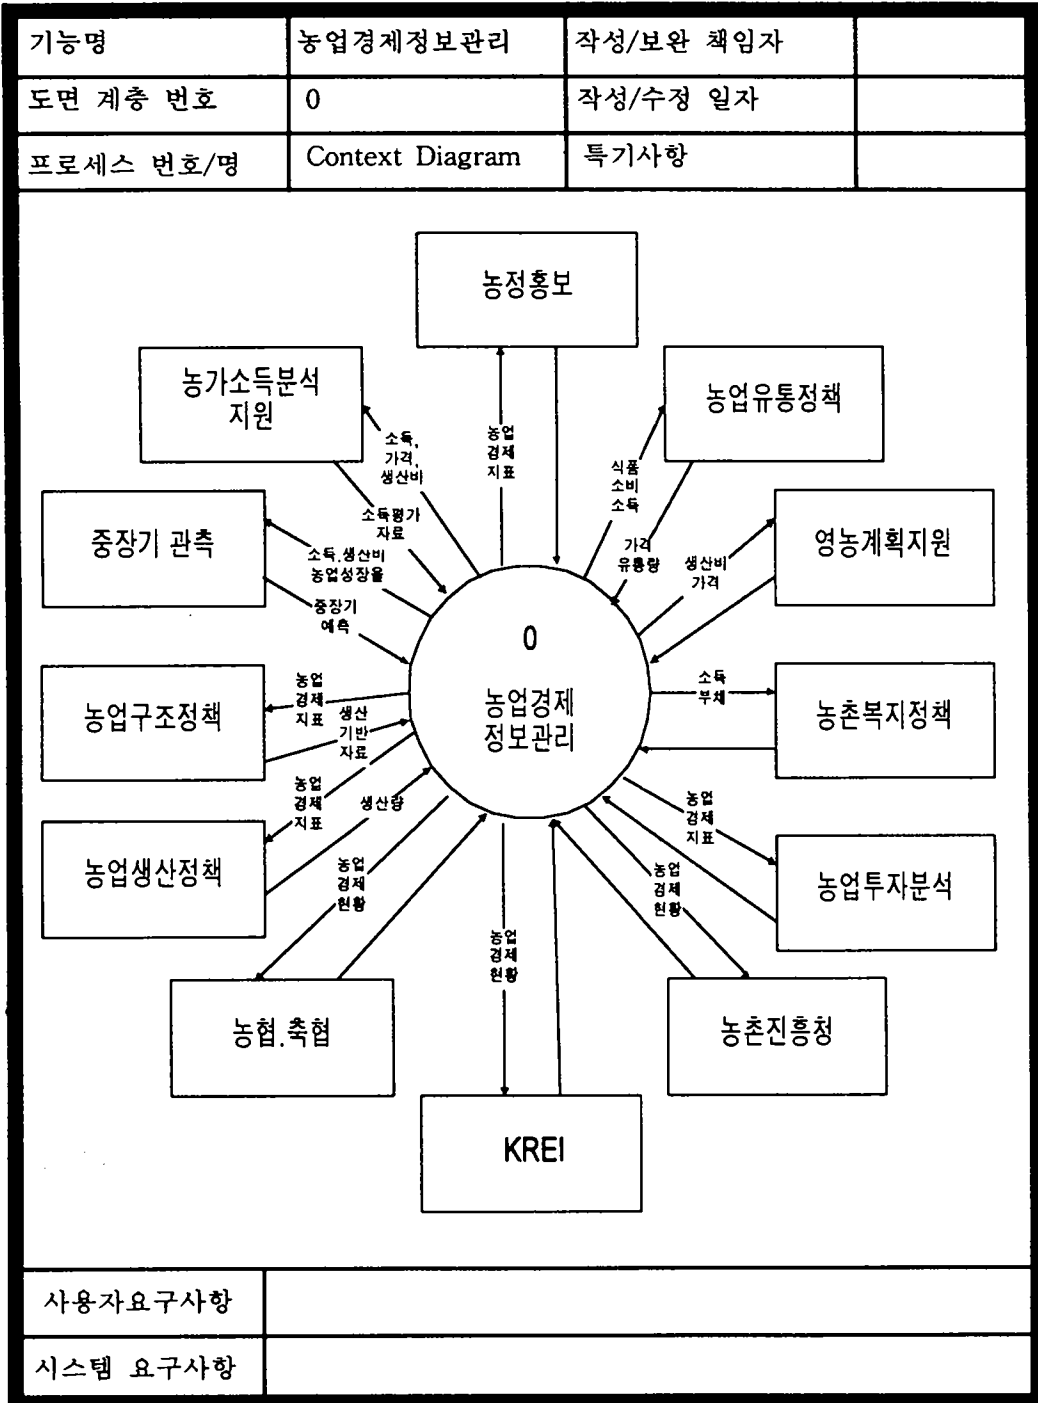 기능명 농업경제정보관리 작성/보완 책임자
도면 계층 번호 0 작성/수정 일자
프로세스 번호/명 Context Diagram 특기사항
농정홍보
농가소득분석
지원
농업유통정책
소득,
가격,
생산비
농업
경제
지표
식품
소비
소득
중장기 관측
소득평가
자료
영농계획지원
소득,생산비
농업성장율
가격
유통량
생산비
가격
중장기
예측
0
농업경제
정보관리
농업구조정책
농업
경제
지표
생산
기반
자료
소득
부채
농촌복지정책
농업
경제
지표
생산량
농업
경제
지표
농업생산정책
농업
경제
현황
농업
경제
현황
농업투자분석
농업
경제
현황
농협.축협
농촌진흥청
KREI
사용자요구사항
시스템 요구사항